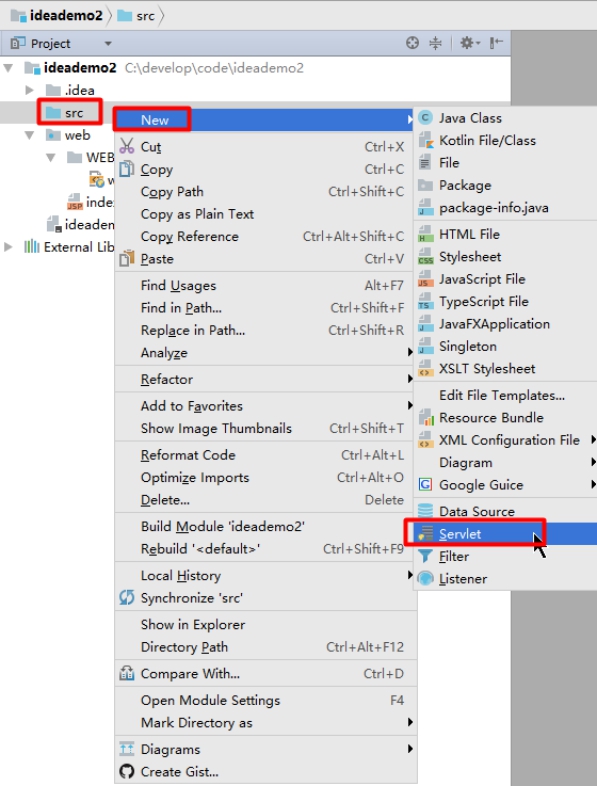 ideademo2 src
Project
ideademo2 C:\develop\code\ideademo2
.idea
src
web
WEB
w
inde
ideadem
External Lib
New
Cut Ctrl+X
Copy Ctrl+C
Copy Path Ctrl+Shift+C
Copy as Plain Text
Copy Reference Ctrl+Alt+Shift+C
Paste Ctrl+V
Find Usages Alt+F7
Find in Path... Ctrl+Shift+F
Replace in Path... Ctrl+Shift+R
Analyze
Refactor
Add to Favorites
Show Image Thumbnails Ctrl+Shift+T
Reformat Code Ctrl+Alt+L
Optimize Imports Ctrl+Alt+O
Delete... Delete
Build Module 'ideademo2'
Rebuild '<default>' Ctrl+Shift+F9
Local History
Synchronize 'src'
Show in Explorer
Directory Path Ctrl+Alt+F12
Compare With... Ctrl+D
Open Module Settings F4
Mark Directory as
Diagrams
Create Gist...
Java Class
Kotlin File/Class
File
Package
package-info.java
HTML File
Stylesheet
JavaScript File
TypeScript File
JavaFXApplication
Singleton
XSLT Stylesheet
Edit File Templates...
Resource Bundle
XML Configuration File
Diagram
Google Guice
Data Source
Servlet
Filter
Listener